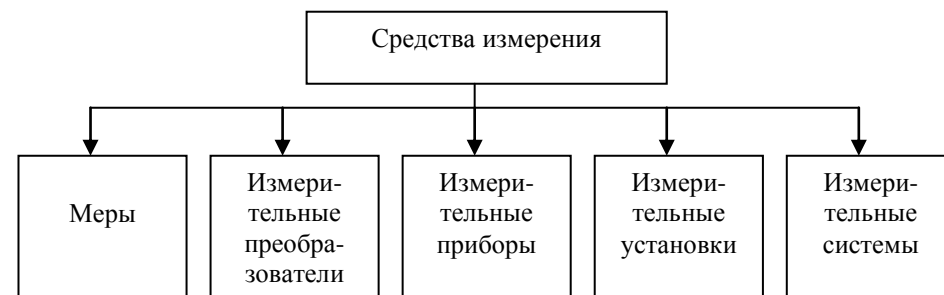 Средства измерения
Меры
Измери-
тельные
преобра-
зователи
Измери-
тельные
приборы
Измери-
тельные
установки
Измери-
тельные
системы